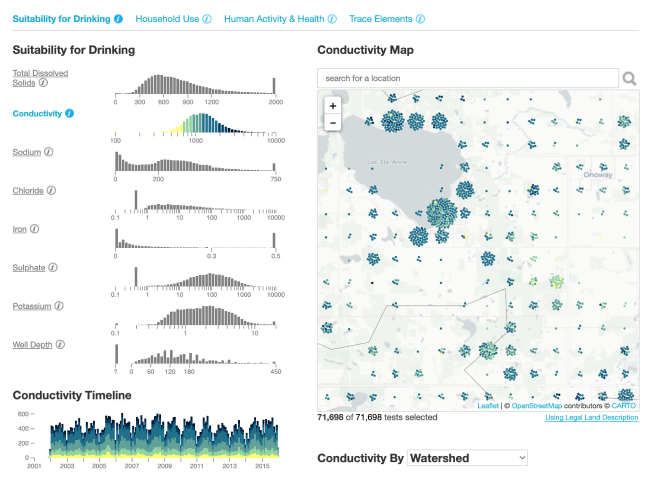 Suitability for Drinking i Household Use i Human Activity & Health i Trace Elements i
Suitability for Drinking
Total Dissolved
Solids i
0 300 600 900 1200 2000
Conductivity i
100 1000 10000
Sodium i
0 200 750
Chloride i
0.1 1 10 100 1000 10000
Iron i
0 0.3 0.5
Sulphate i
0.1 1 10 100 1000 10000
Potassium i
0.1 1 10
Well Depth i
? 0 60 120 180 450
Conductivity Timeline
600
400
200
0
2001 2003 2005 2007 2009 2011 2013 2015
Conductivity Map
search for a location
+
−
Lac Ste. Anne
Onoway
Leaflet | © OpenStreetMap contributors © CARTO
71,698 of 71,698 tests selected
Using Legal Land Description
Conductivity By Watershed